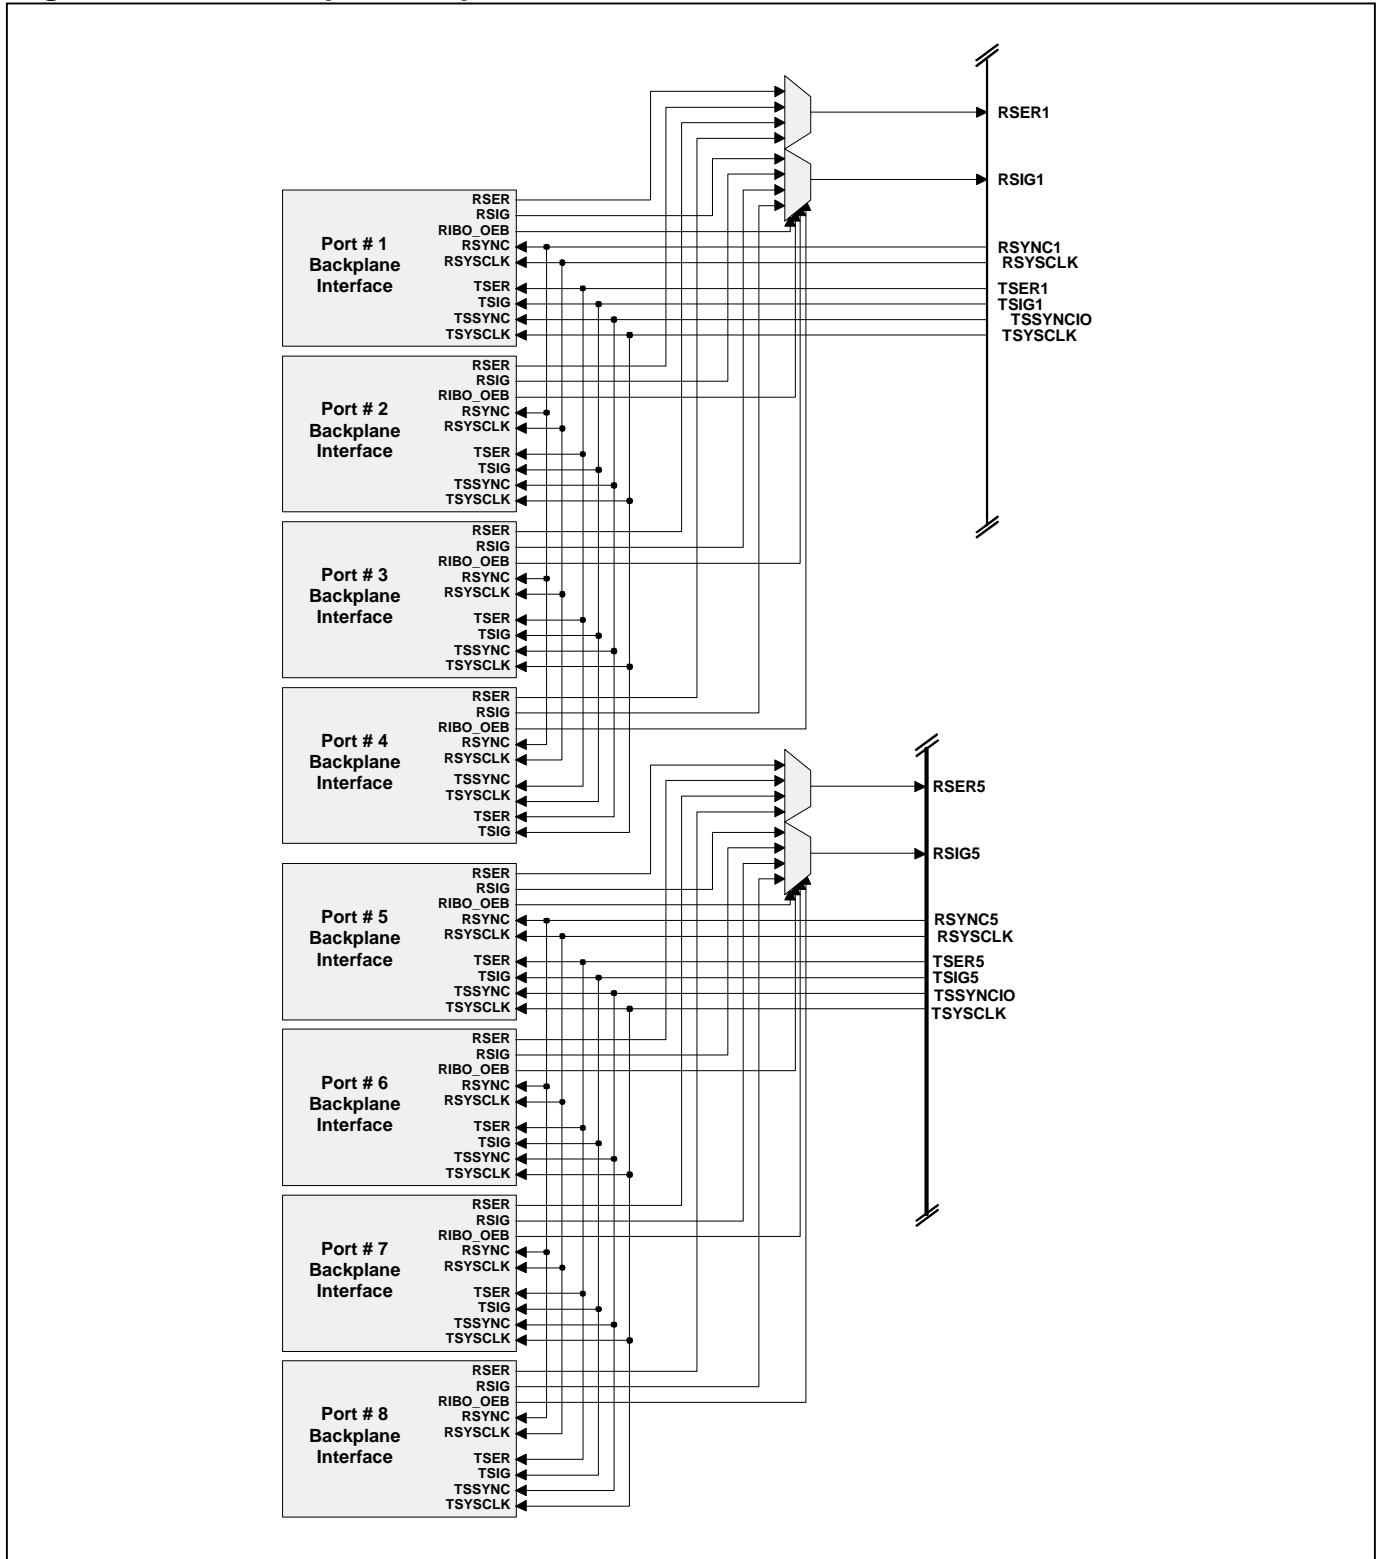 RSER1
RSIG1
RSER
RSIG
RIBO_OEB
RSYNC
RSYSCLK
TSER
TSIG
TSSYNC
TSYSCLK
Port # 1
Backplane
Interface
RSYNC1
RSYSCLK
TSER1
TSIG1
TSSYNCIO
TSYSCLK
RSER
RSIG
RIBO_OEB
RSYNC
RSYSCLK
TSER
TSIG
TSSYNC
TSYSCLK
Port # 2
Backplane
Interface
RSER
RSIG
RIBO_OEB
RSYNC
RSYSCLK
TSER
TSIG
TSSYNC
TSYSCLK
Port # 3
Backplane
Interface
RSER
RSIG
RIBO_OEB
RSYNC
RSYSCLK
TSSYNC
TSYSCLK
TSER
TSIG
Port # 4
Backplane
Interface
RSER5
RSIG5
RSER
RSIG
RIBO_OEB
RSYNC
RSYSCLK
TSER
TSIG
TSSYNC
TSYSCLK
Port # 5
Backplane
Interface
RSYNC5
RSYSCLK
TSER5
TSIG5
TSSYNCIO
TSYSCLK
RSER
RSIG
RIBO_OEB
RSYNC
RSYSCLK
TSER
TSIG
TSSYNC
TSYSCLK
Port # 6
Backplane
Interface
RSER
RSIG
RIBO_OEB
RSYNC
RSYSCLK
TSER
TSIG
TSSYNC
TSYSCLK
Port # 7
Backplane
Interface
RSER
RSIG
RIBO_OEB
RSYNC
RSYSCLK
TSER
TSIG
TSSYNC
TSYSCLK
Port # 8
Backplane
Interface